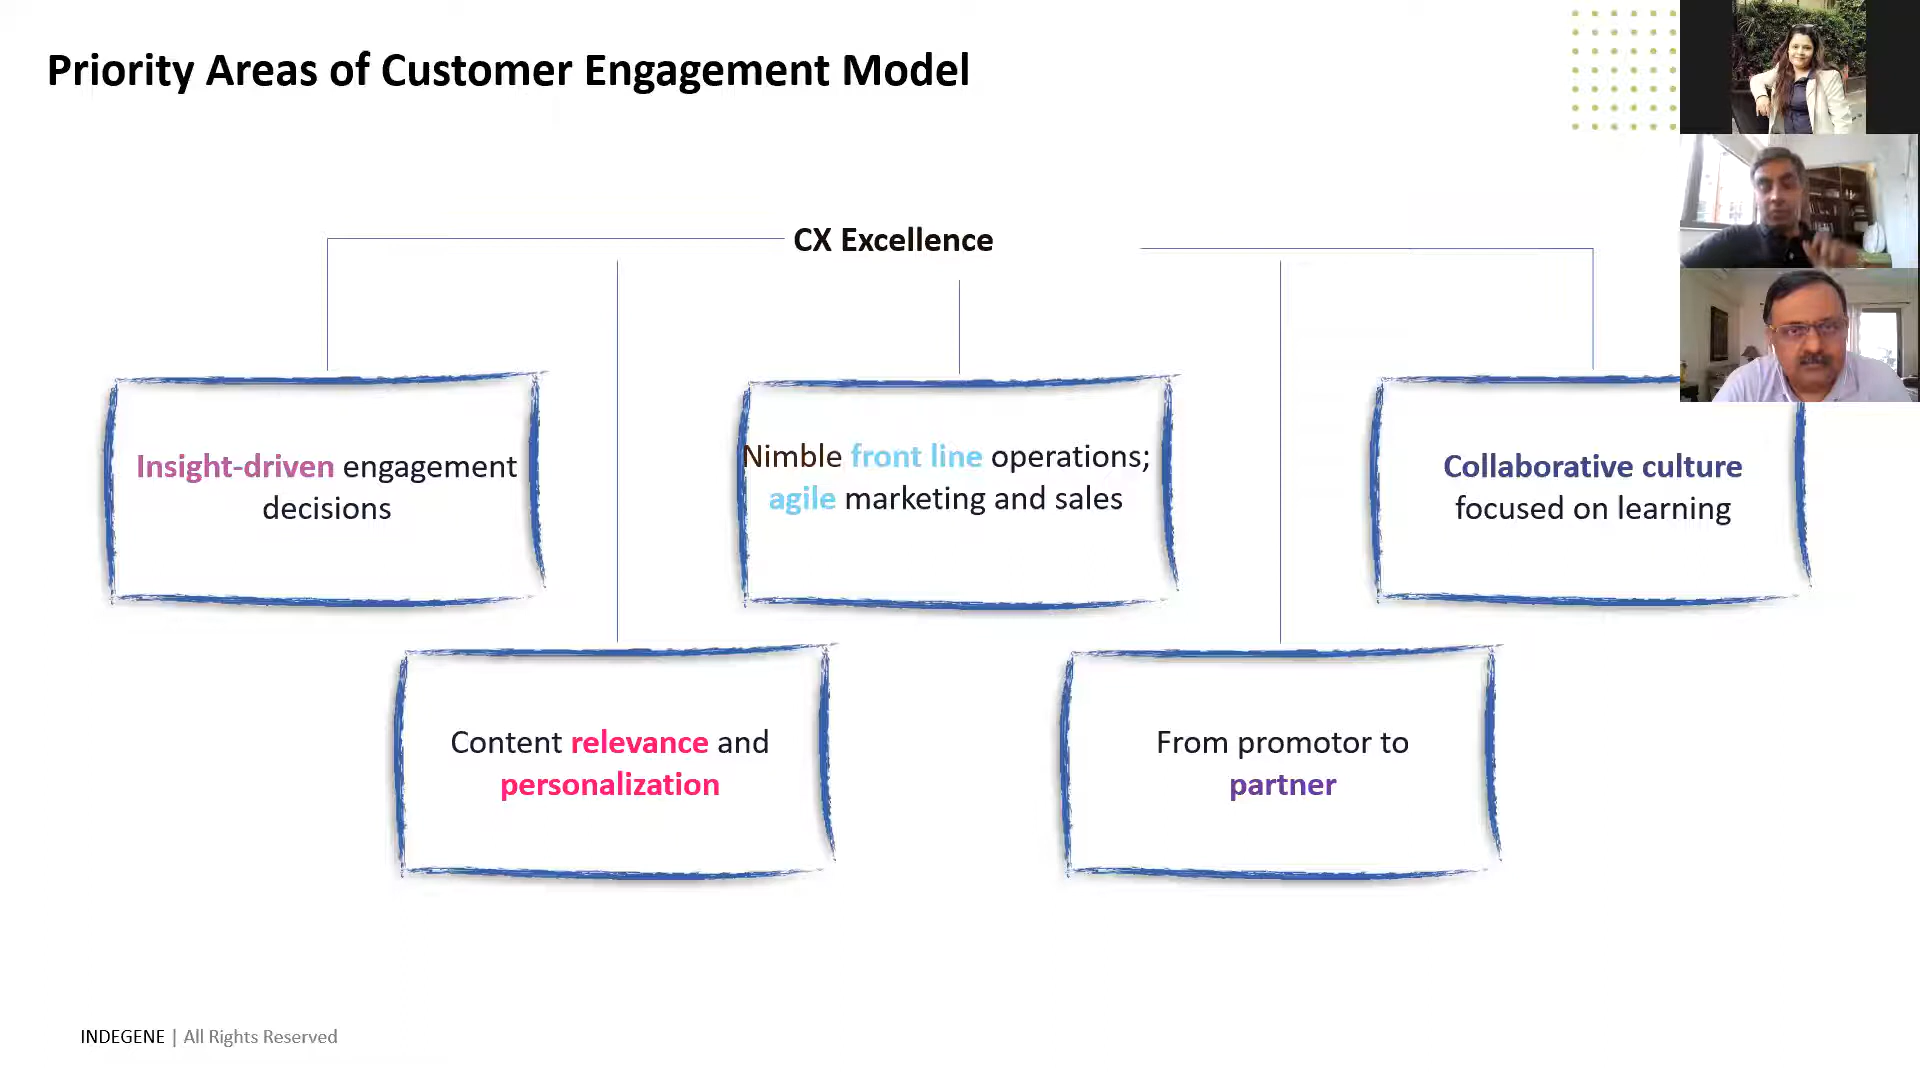 Priority Areas of Customer Engagement Model
CX Excellence
Insight-driven engagement
decisions
Nimble front line operations;
agile marketing and sales
Collaborative culture
focused on learning
Content relevance and
personalization
From promotor to
partner
INDEGENE | All Rights Reserved